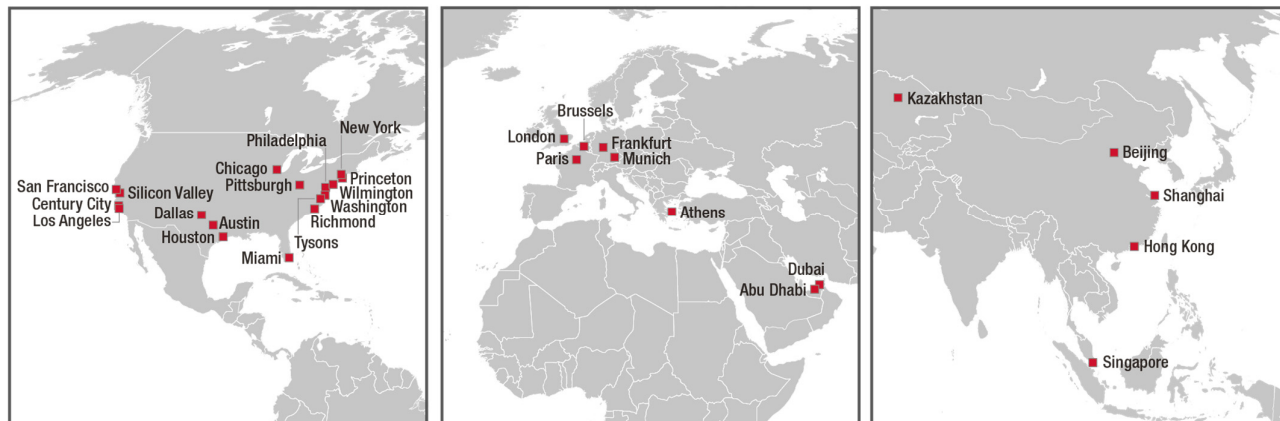 New York
Philadelphia
Chicago
Pittsburgh
Princeton
Wilmington
Washington
Richmond
Tysons
San Francisco
Silicon Valley
Century City
Los Angeles
Dallas
Austin
Houston
Miami
Brussels
London
Frankfurt
Paris
Munich
Athens
Dubai
Abu Dhabi
Kazakhstan
Beijing
Shanghai
Hong Kong
Singapore